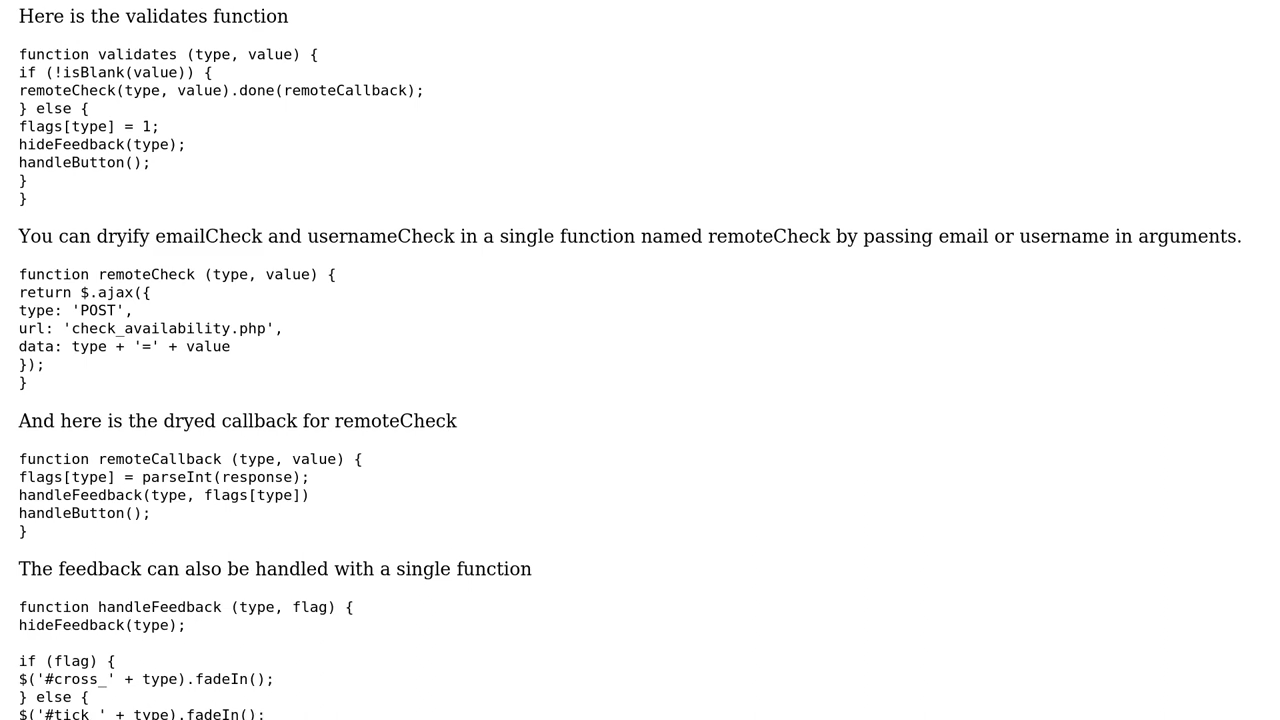 Here is the validates function
function validates (type, value) {
if (!isBlank(value)) {
remoteCheck(type, value).done(remoteCallback);
} else {
flags[type] = 1;
hideFeedback(type);
handleButton();
}
}
You can dryify emailCheck and usernameCheck in a single function named remoteCheck by passing email or username in arguments.
function remoteCheck (type, value) {
return $.ajax({
type: 'POST',
url: 'check_availability.php',
data: type + '=' + value
});
}
And here is the dryed callback for remoteCheck
function remoteCallback (type, value) {
flags[type] = parseInt(response);
handleFeedback(type, flags[type])
handleButton();
}
The feedback can also be handled with a single function
function handleFeedback (type, flag) {
hideFeedback(type);
if (flag) {
$('#cross_' + type).fadeIn();
} else {
$('#tick_' + type).fadeIn();